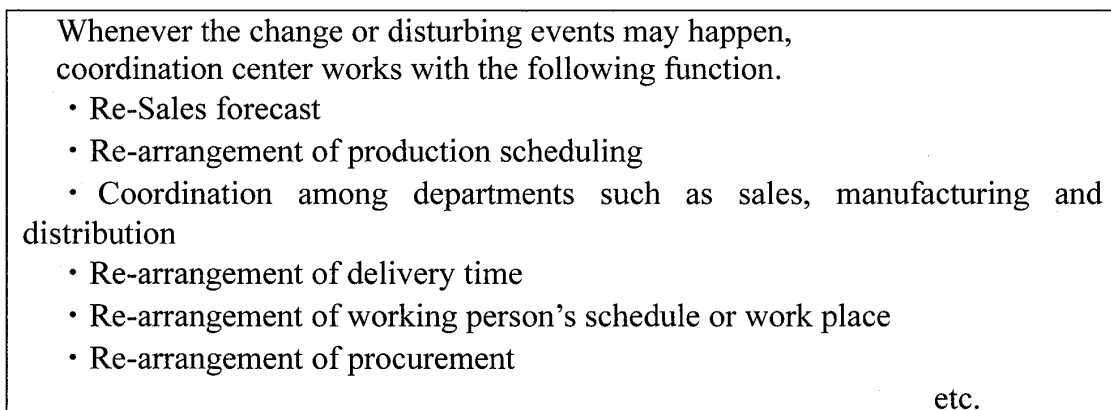 Whenever the change or disturbing events may happen,
coordination center works with the following function.
・Re-Sales forecast
・Re-arrangement of production scheduling
・Coordination among departments such as sales, manufacturing and
distribution
・Re-arrangement of delivery time
・Re-arrangement of working person’s schedule or work place
・Re-arrangement of procurement
etc.